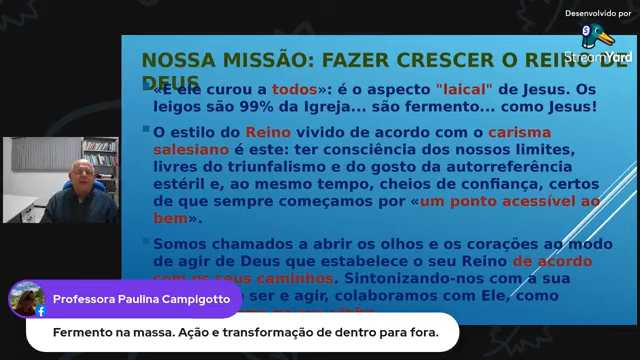 Desenvolvido por
StreamYard
NOSSA MISSÃO: FAZER CRESCER O REINO DE
DEUS
«E ele curou a todos»: é o aspecto "laical" de Jesus. Os
leigos são 99% da Igreja... são fermento... como Jesus!
O estilo do Reino vivido de acordo com o carisma
salesiano é este: ter consciência dos nossos limites,
livres do triunfalismo e do gosto da autorreferência
estéril e, ao mesmo tempo, cheios de confiança, certos
de que sempre começamos por «um ponto acessível ao
bem».
Somos chamados a abrir os olhos e os corações ao modo
de agir de Deus que estabelece o seu Reino de acordo
com os seus caminhos. Sintonizando-nos com a sua
ser e agir, colaboramos com Ele, como
Professora Paulina Campigotto
Fermento na massa. Ação e transformação de dentro para fora.